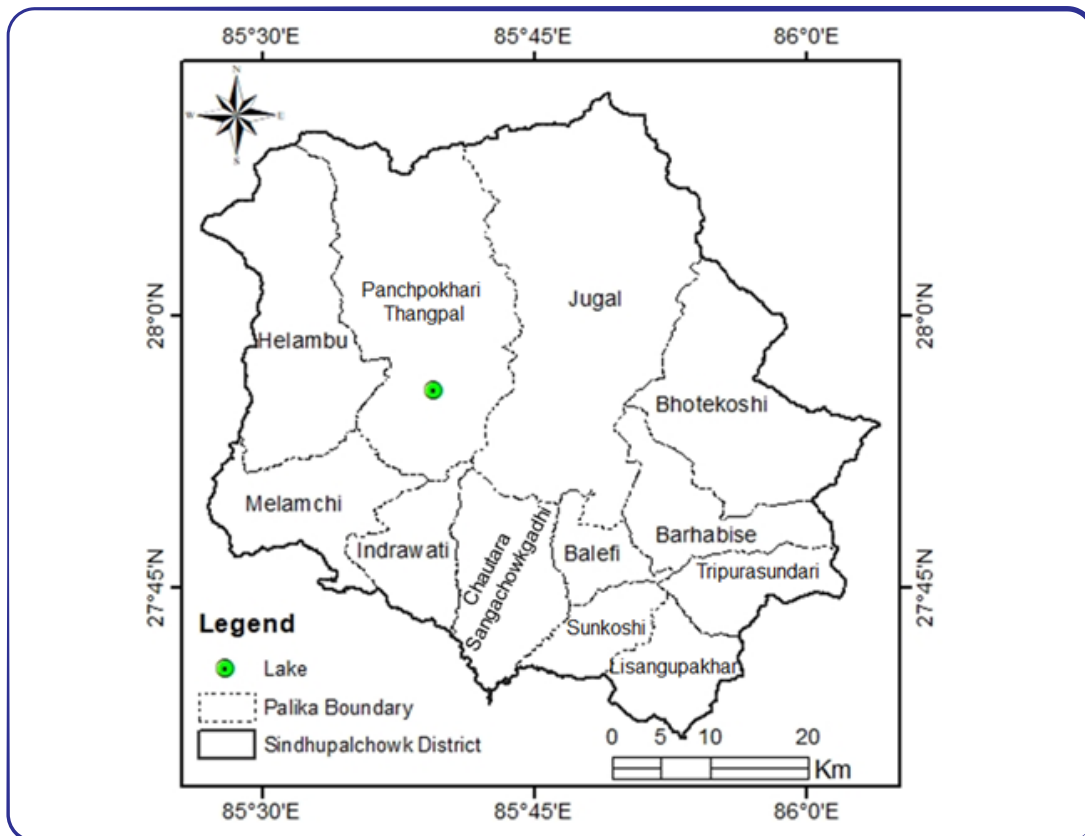 85°30'E 85°45'E 86°0'E
N
W E
S
28°0'N 28°0'N
Panchpokhari
Thangpal
Jugal
Helambu
Bhotekoshi
Melamchi
Indrawati
Chautara
Sangachowkgadhi
Balefi
Barhabise
Tripurasundari
27°45'N 27°45'N
Sunkoshi
Lisangupakhar
Legend
Lake
Palika Boundary
Sindhupalchowk District
0 5 10 20
Km
85°30'E 85°45'E 86°0'E